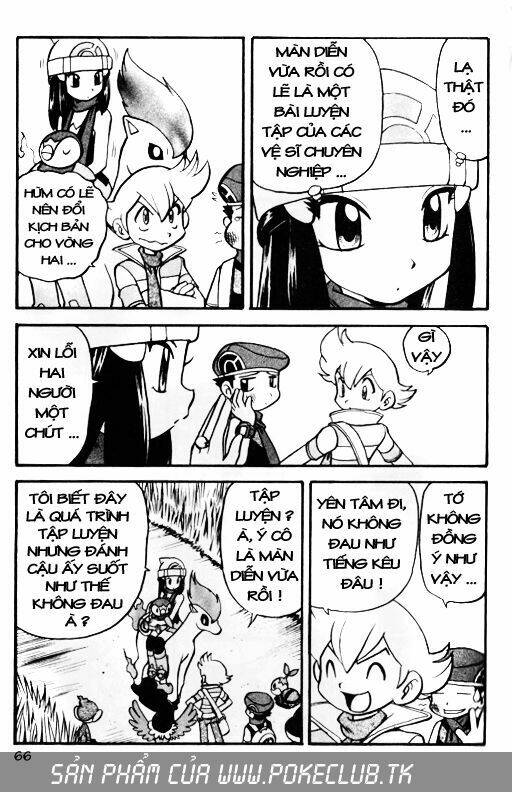 LẠ
THẬT
ĐÓ
...
MÀN DIỄN
VỪA RỒI CÓ
LẼ LÀ MỘT
BÀI LUYỆN
TẬP CỦA CÁC
VỆ SĨ CHUYÊN
NGHIỆP ...
HỪM CÓ LẼ
NÊN ĐỔI
KỊCH BẢN
CHO VÒNG
HAI ...
XIN LỖI
HAI
NGƯỜI
MỘT
CHÚT ...
GÌ
VẬY
TÔI BIẾT ĐÂY
LÀ QUÁ TRÌNH
TẬP LUYỆN
NHƯNG ĐÁNH
CẬU ẤY SUỐT
NHƯ THẾ
KHÔNG ĐAU
À ?
TẬP
LUYỆN ?
À, Ý CÔ
LÀ MÀN
DIỄN VỪA
RỒI !
TỚ
KHÔNG
ĐỒNG
Ý NHƯ
VẬY ...
YÊN TÂM ĐI,
NÓ KHÔNG
ĐAU NHƯ
TIẾNG KÊU
ĐÂU !
66
SẢN PHẨM CỦA WWW.POKECLUB.TK